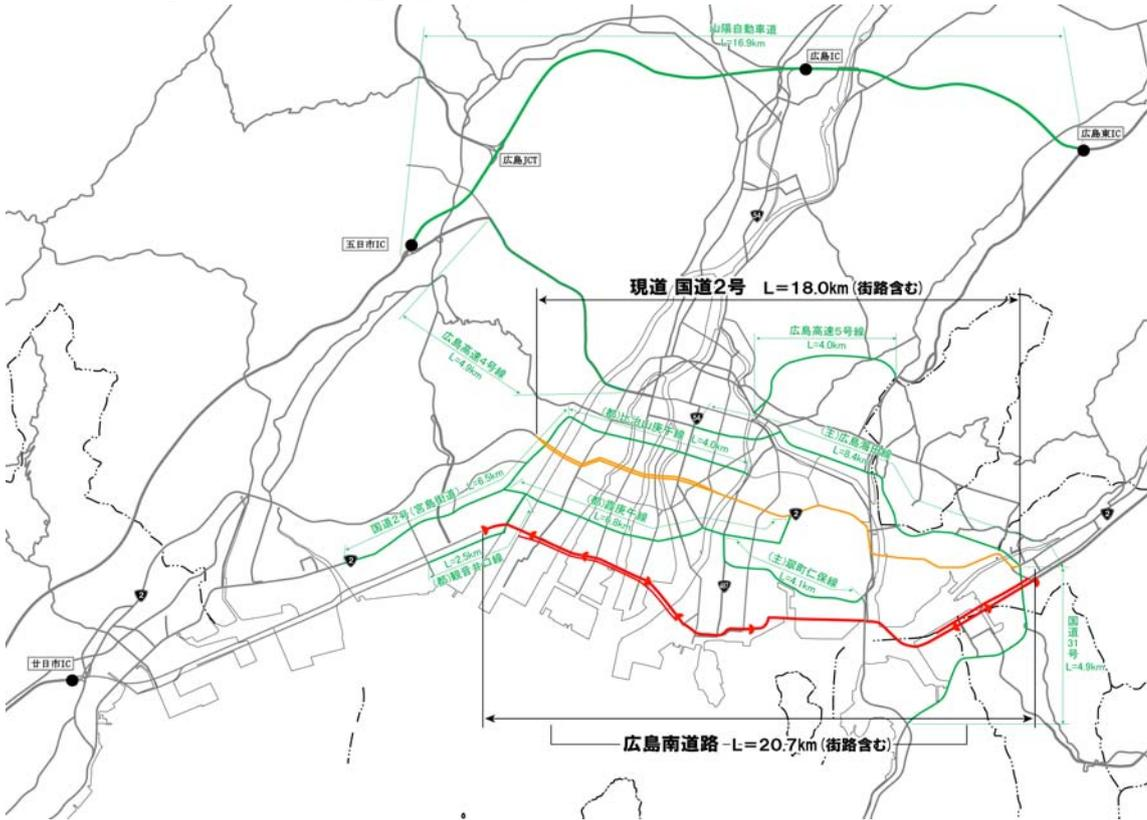 山陽自動車道
L=16.9km
広島IC
広島東IC
広島JCT
54
五日市IC
現道 国道2号 L=18.0km(街路含む)
広島高速5号線
L=4.0km
広島高速4号線
L=4.9km
54
(都)比治山庚午線 L=4.0km
(主)広島海田線
L=8.4km
国道2号(宮島街道) L=6.5km
(都)霞庚午線
L=6.8km
2
2
2
L=2.5km
(都)観音井口線
(主)翠町仁保線
L=4.1km
487
2
国道31号
L=4.9km
廿日市IC
広島南道路 L=20.7km(街路含む)